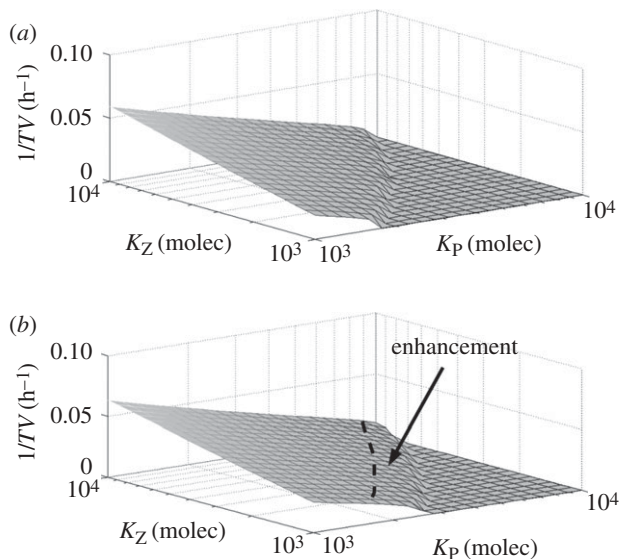 (a)
0.10
0.05
0
1/TV (h⁻¹)
10⁴
K_Z (molec)
10³
10³
K_P (molec)
10⁴
(b)
enhancement
0.10
0.05
0
1/TV (h⁻¹)
10⁴
K_Z (molec)
10³
10³
K_P (molec)
10⁴